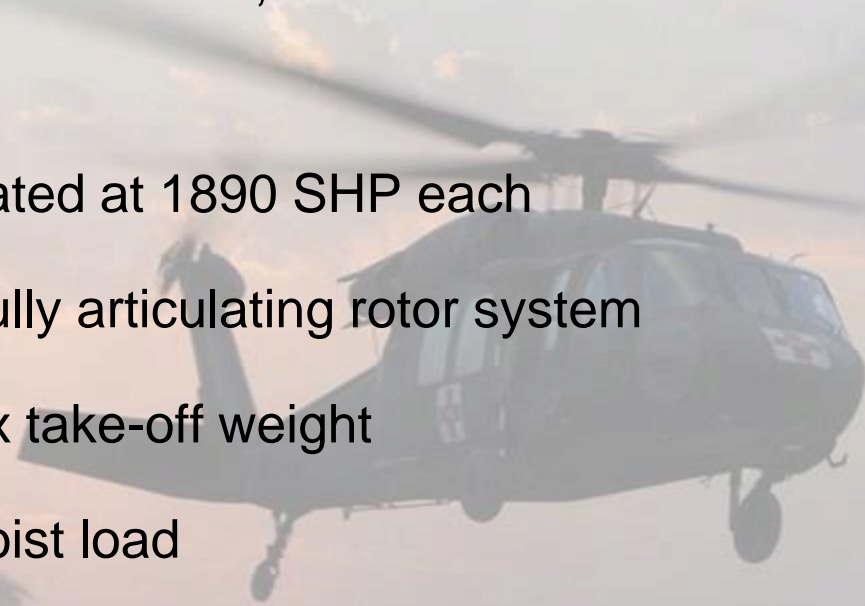 ated at 1890 SHP each
ully articulating rotor system
x take-off weight
oist load